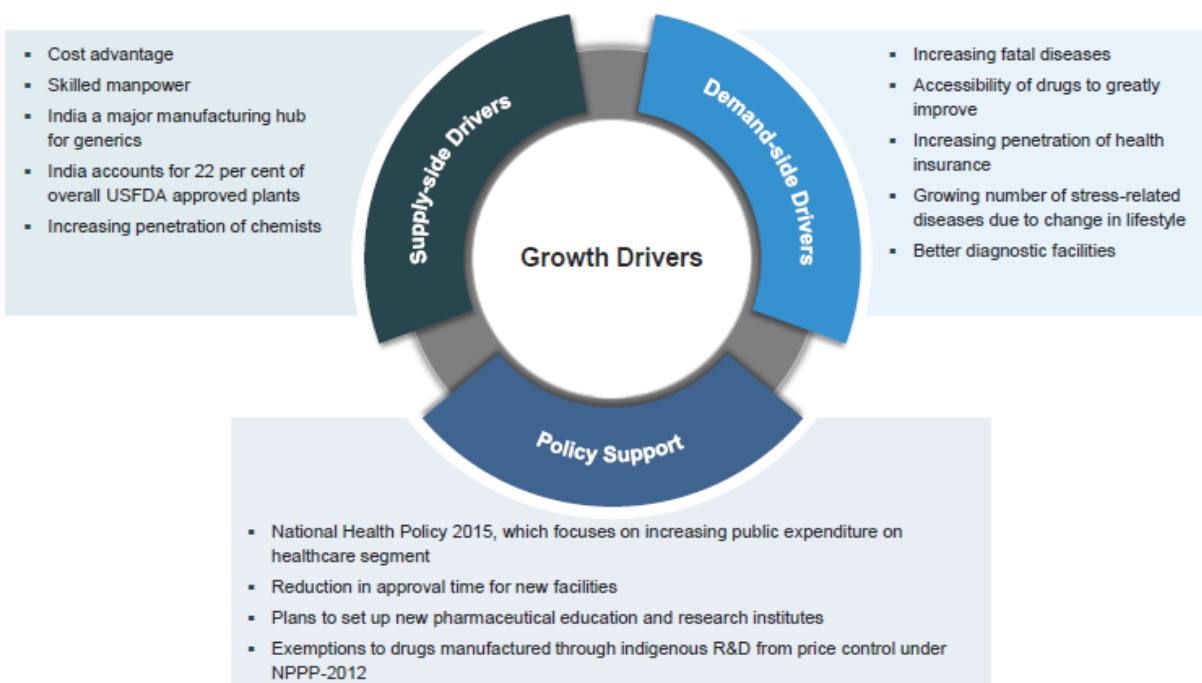 Supply-side Drivers
▪ Cost advantage
▪ Skilled manpower
▪ India a major manufacturing hub
for generics
▪ India accounts for 22 per cent of
overall USFDA approved plants
▪ Increasing penetration of chemists
Growth Drivers
Demand-side Drivers
▪ Increasing fatal diseases
▪ Accessibility of drugs to greatly
improve
▪ Increasing penetration of health
insurance
▪ Growing number of stress-related
diseases due to change in lifestyle
▪ Better diagnostic facilities
Policy Support
▪ National Health Policy 2015, which focuses on increasing public expenditure on
healthcare segment
▪ Reduction in approval time for new facilities
▪ Plans to set up new pharmaceutical education and research institutes
▪ Exemptions to drugs manufactured through indigenous R&D from price control under
NPPP-2012